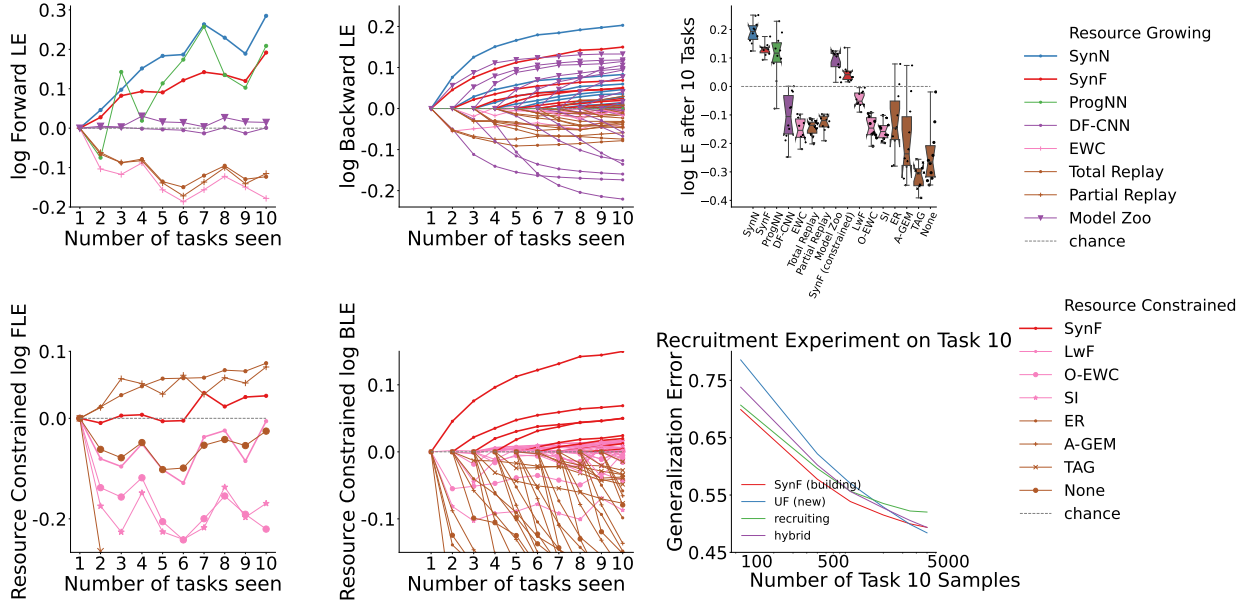 log Forward LE
0.3
0.2
0.1
0.0
-0.1
-0.2
1 2 3 4 5 6 7 8 9 10
Number of tasks seen
log Backward LE
0.2
0.1
0.0
-0.1
-0.2
1 2 3 4 5 6 7 8 9 10
Number of tasks seen
log LE after 10 Tasks
0.2
0.1
0.0
−0.1
−0.2
−0.3
−0.4
SynN
SynF
ProgNN
DF-CNN
EWC
Total Replay
Partial Replay
Model Zoo
SynF (constrained)
LwF
O-EWC
SI
ER
A-GEM
TAG
None
Resource Growing
SynN
SynF
ProgNN
DF-CNN
EWC
Total Replay
Partial Replay
Model Zoo
chance
Resource Constrained log FLE
0.1
0.0
-0.2
1 2 3 4 5 6 7 8 9 10
Number of tasks seen
Resource Constrained log BLE
0.1
0.0
-0.1
1 2 3 4 5 6 7 8 9 10
Number of tasks seen
Recruitment Experiment on Task 10
Generalization Error
0.75
0.65
0.55
0.45
SynF (building)
UF (new)
recruiting
hybrid
100 500 5000
Number of Task 10 Samples
Resource Constrained
SynF
LwF
O-EWC
SI
ER
A-GEM
TAG
None
chance